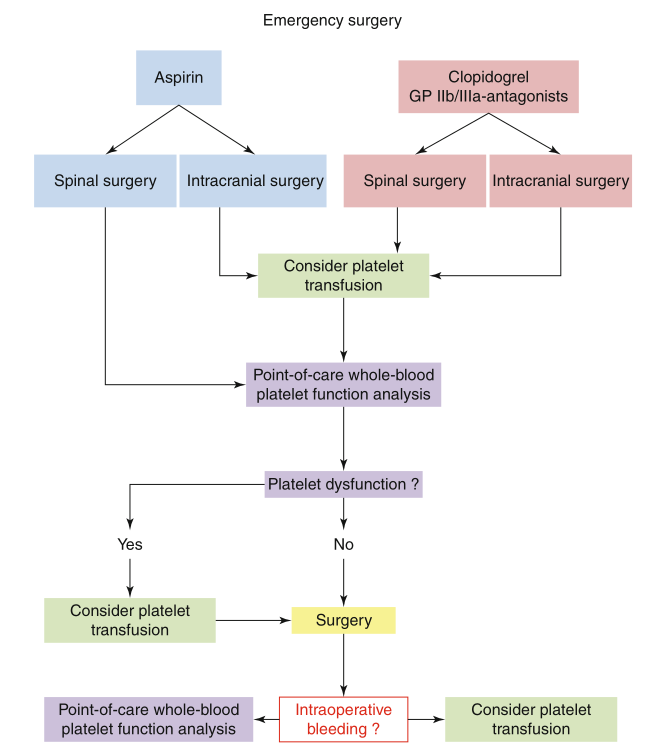 Emergency surgery
Aspirin
Clopidogrel
GP IIb/IIIa-antagonists
Spinal surgery
Intracranial surgery
Spinal surgery
Intracranial surgery
Consider platelet
transfusion
Point-of-care whole-blood
platelet function analysis
Platelet dysfunction ?
Yes
No
Consider platelet
transfusion
Surgery
Point-of-care whole-blood
platelet function analysis
Intraoperative
bleeding ?
Consider platelet
transfusion